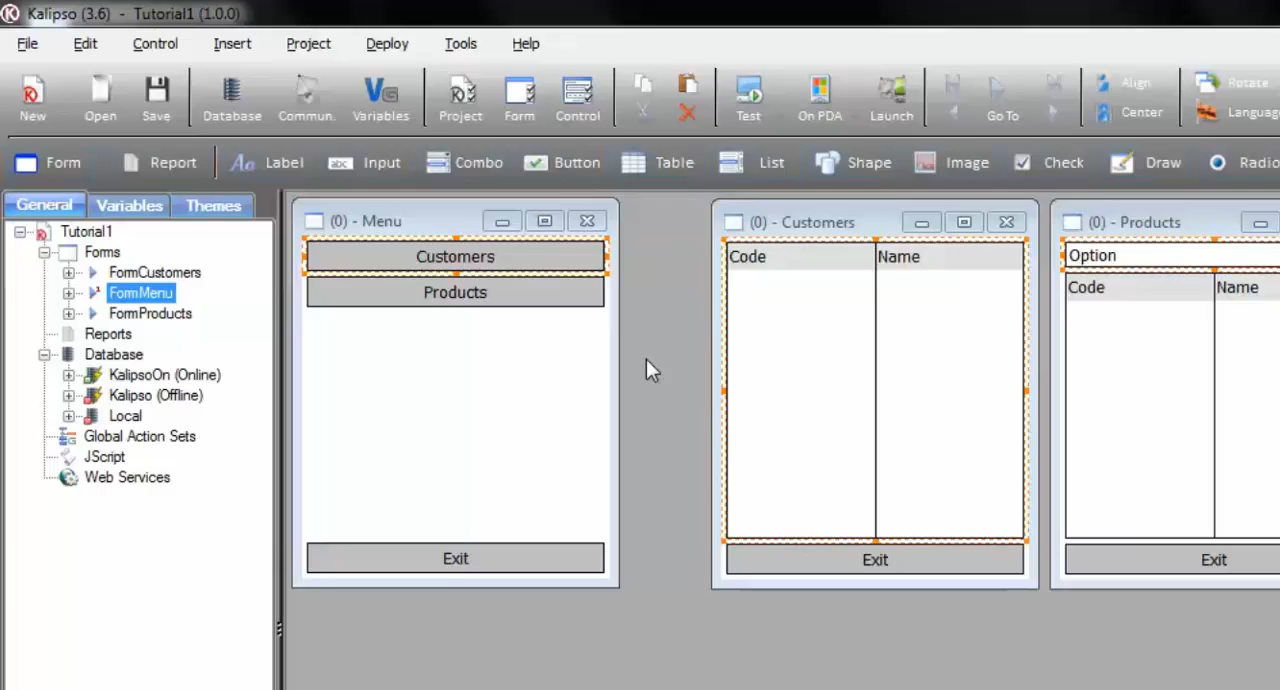 Kalipso (3.6) - Tutorial1 (1.0.0)
File Edit Control Insert Project Deploy Tools Help
New Open Save Database Commun. Variables Project Form Control Test On PDA Launch Go To Align Center Rotate Languag
Form Report Aa Label abc Input Combo Button Table List Shape Image Check Draw Radio
General Variables Themes
Tutorial1
Forms
FormCustomers
FormMenu
FormProducts
Reports
Database
KalipsoOn (Online)
Kalipso (Offline)
Local
Global Action Sets
JScript
Web Services
(0) - Menu
Customers
Products
Exit
(0) - Customers
Code Name
Exit
(0) - Products
Option
Code Name
Exit